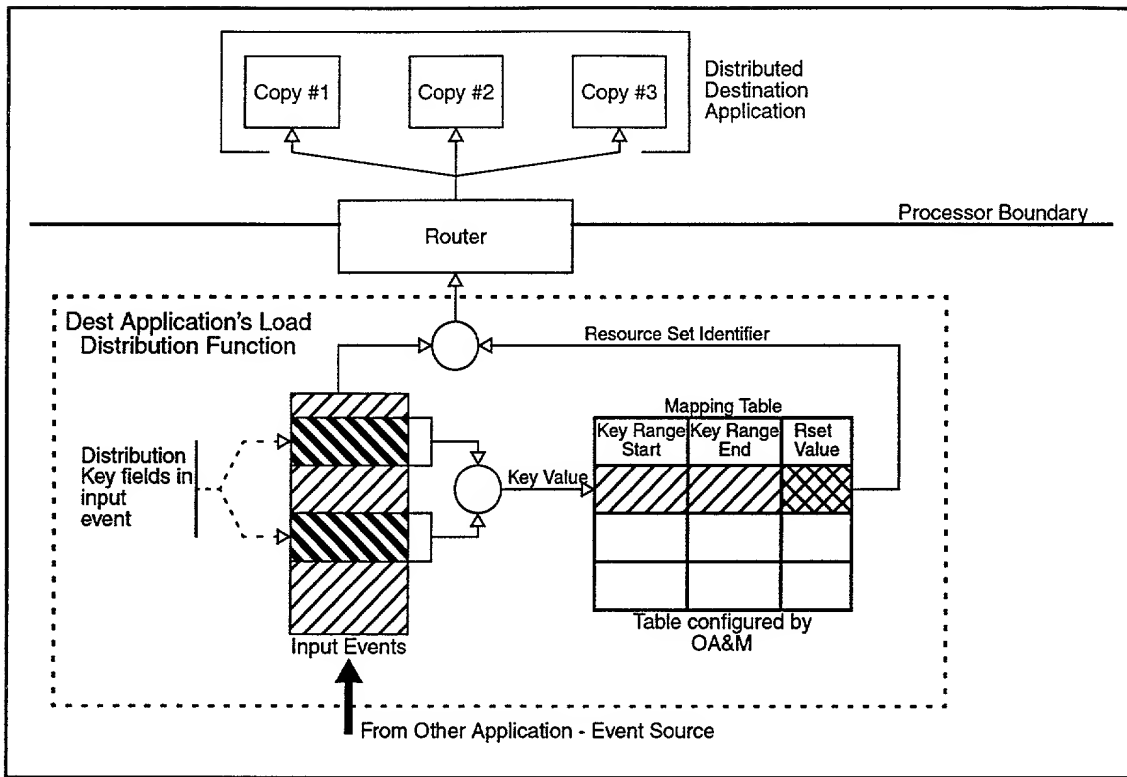 Copy #1
Copy #2
Copy #3
Distributed
Destination
Application
Processor Boundary
Router
Dest Application's Load
Distribution Function
Resource Set Identifier
Mapping Table
Key Range
Start
Key Range
End
Rset
Value
Distribution
Key fields in
input
event
Key Value
Input Events
Table configured by
OA&M
From Other Application - Event Source